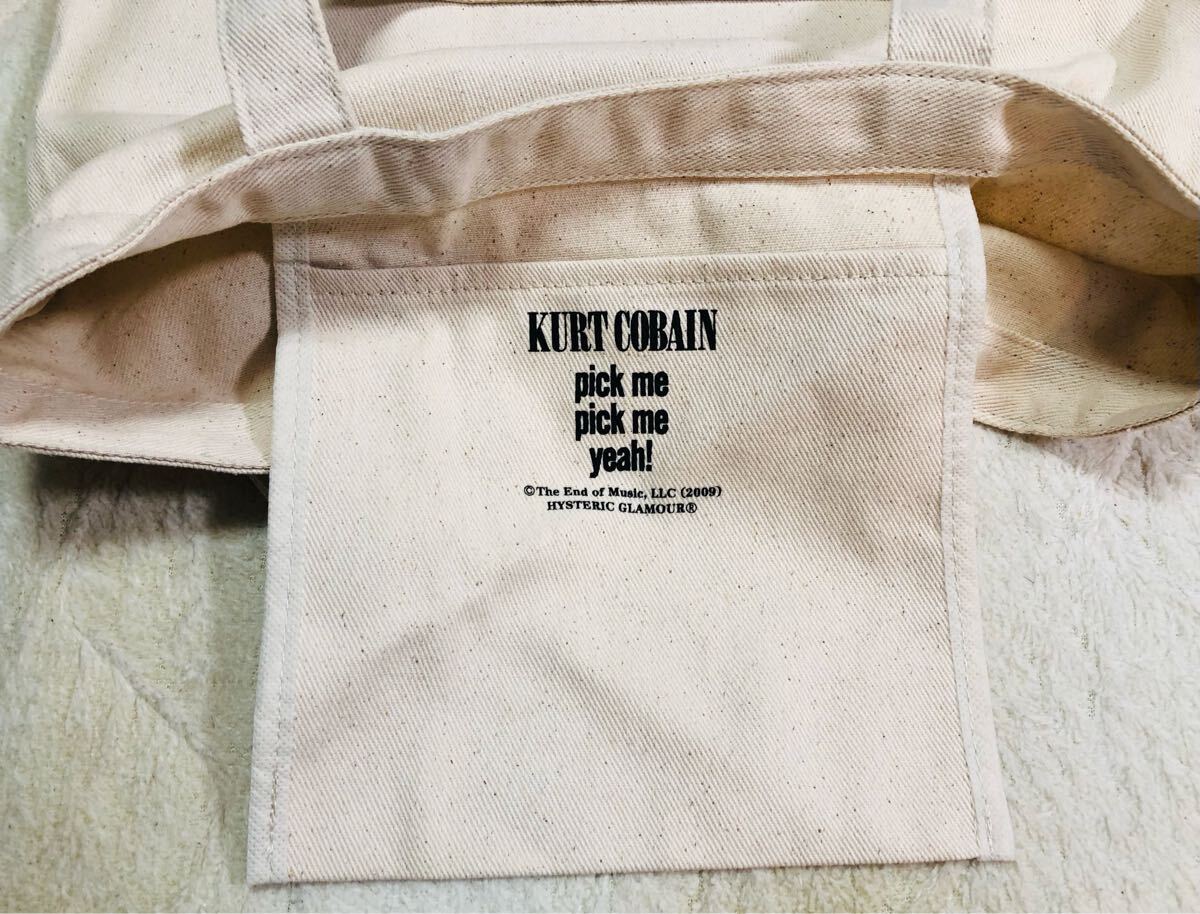 KURT COBAIN
pick me
pick me
yeah!
©The End of Music, LLC (2009)
HYSTERIC GLAMOUR®